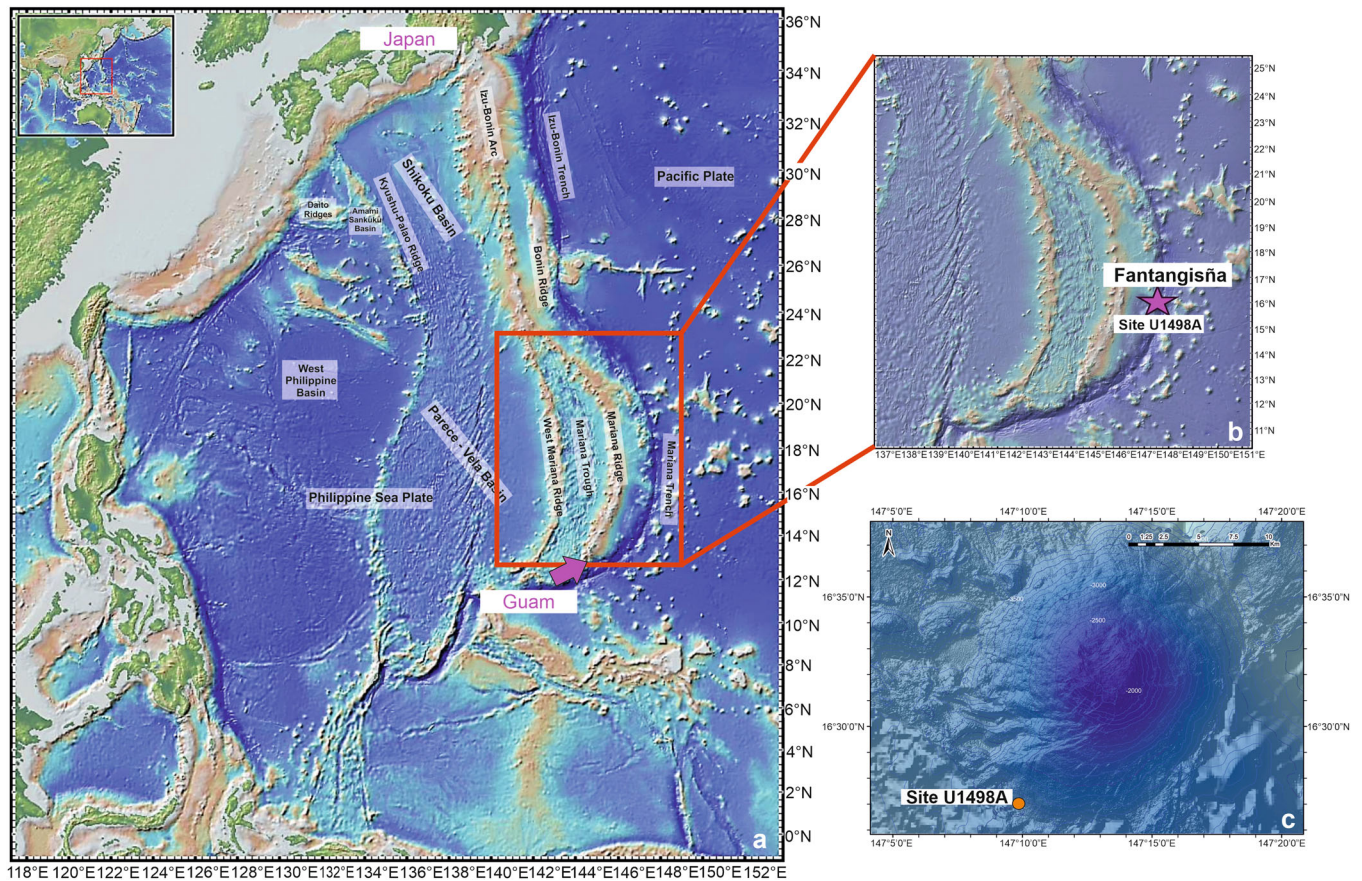 Japan
Izu-Bonin Arc
Izu-Bonin Trench
Pacific Plate
Shikoku Basin
Kyushu-Palao Ridge
Daito
Ridges
Amami
Sankuku
Basin
Bonin Ridge
West
Philippine
Basin
Parece - Vela Basin
Philippine Sea Plate
West Mariana Ridge
Mariana Trough
Mariana Ridge
Mariana Trench
Guam
a
36°N
34°N
32°N
30°N
28°N
26°N
24°N
22°N
20°N
18°N
16°N
14°N
12°N
10°N
8°N
6°N
4°N
2°N
0°N
118°E 120°E 122°E 124°E 126°E 128°E 130°E 132°E 134°E 136°E 138°E 140°E 142°E 144°E 146°E 148°E 150°E 152°E
25°N
24°N
23°N
22°N
21°N
20°N
19°N
18°N
17°N
16°N
15°N
14°N
13°N
12°N
11°N
Fantangisña
Site U1498A
b
137°E 138°E 139°E 140°E 141°E 142°E 143°E 144°E 145°E 146°E 147°E 148°E 149°E 150°E 151°E
147°5'0"E 147°10'0"E 147°15'0"E 147°20'0"E
N
0 1.25 2.5 5 7.5 10
Km
16°35'0"N 16°35'0"N
-3000
-3500
-2500
-2000
16°30'0"N 16°30'0"N
Site U1498A
c
147°5'0"E 147°10'0"E 147°15'0"E 147°20'0"E